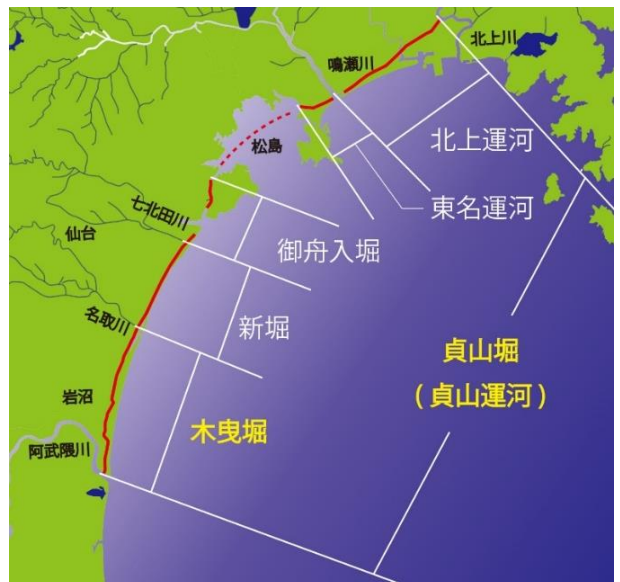 北上川
鳴瀬川
北上運河
松島
東名運河
七北田川
仙台
御舟入堀
新堀
名取川
貞山堀
(貞山運河)
岩沼
木曳堀
阿武隈川